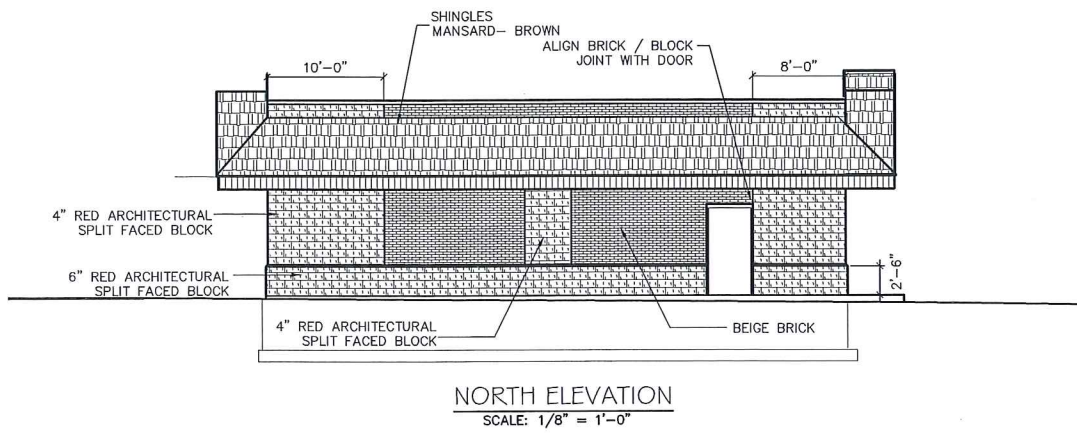 SHINGLES
MANSARD- BROWN
ALIGN BRICK / BLOCK
JOINT WITH DOOR
10'-0"
8'-0"
4" RED ARCHITECTURAL
SPLIT FACED BLOCK
6" RED ARCHITECTURAL
SPLIT FACED BLOCK
2'-6"
4" RED ARCHITECTURAL
SPLIT FACED BLOCK
BEIGE BRICK
NORTH ELEVATION
SCALE: 1/8" = 1'-0"